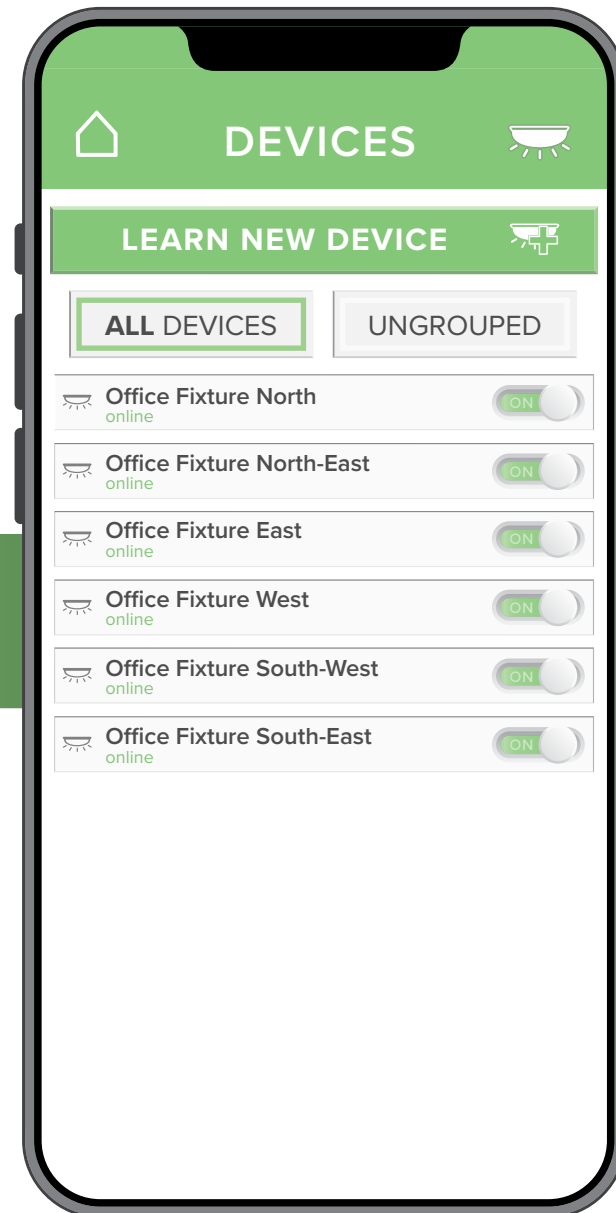 DEVICES
LEARN NEW DEVICE
ALL DEVICES
UNGROUPED
Office Fixture North
online
ON
Office Fixture North-East
online
ON
Office Fixture East
online
ON
Office Fixture West
online
ON
Office Fixture South-West
online
ON
Office Fixture South-East
online
ON